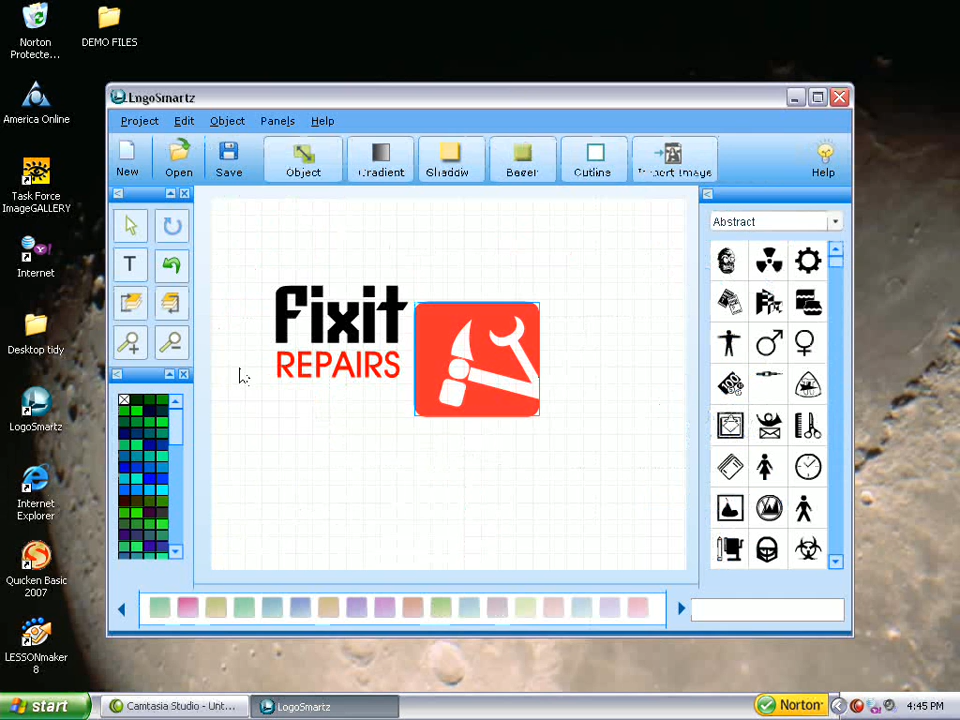 Norton
Protecte...
DEMO FILES
America Online
Task Force
ImageGALLERY
Internet
Desktop tidy
LogoSmartz
Internet
Explorer
Quicken Basic
2007
LESSONmaker
8
LogoSmartz
Project Edit Object Panels Help
New Open Save Object Gradient Shadow Bevel Outline Import Image Help
T
Abstract
Fixit
REPAIRS
start
Camtasia Studio - Unt...
LogoSmartz
Norton
4:45 PM